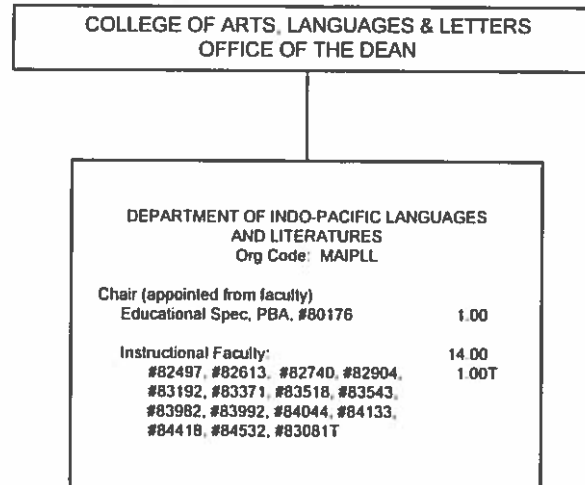 COLLEGE OF ARTS, LANGUAGES & LETTERS
OFFICE OF THE DEAN
DEPARTMENT OF INDO-PACIFIC LANGUAGES
AND LITERATURES
Org Code: MAIPLL
Chair (appointed from faculty)
Educational Spec, PBA, #80176 1.00
Instructional Faculty: 14.00
#82497, #82613, #82740, #82904, 1.00T
#83192, #83371, #83518, #83543,
#83982, #83992, #84044, #84133,
#84418, #84532, #83081T